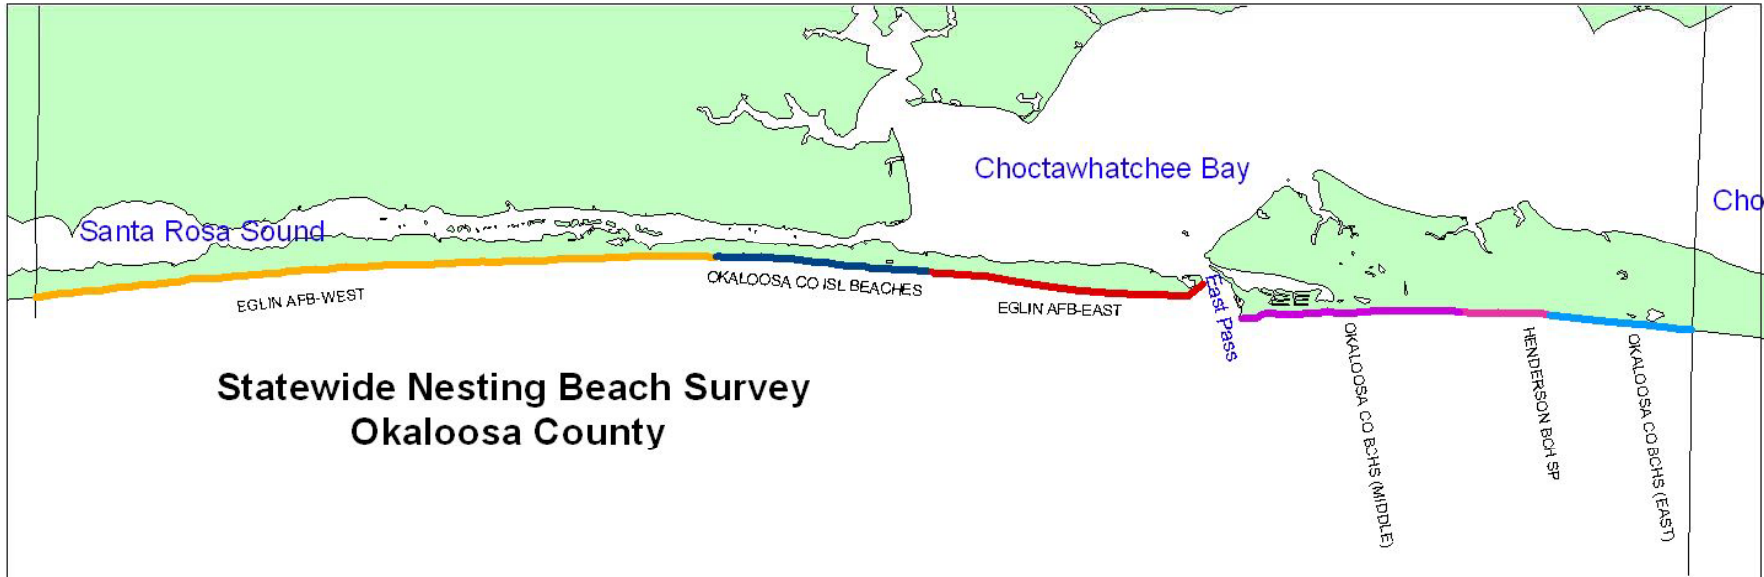 Choctawhatchee Bay
Cho
Santa Rosa Sound
EGLIN AFB-WEST
OKALOOSA CO ISL BEACHES
EGLIN AFB-EAST
East Pass
OKALOOSA CO BCHS (MIDDLE)
HENDERSON BCH SP
OKALOOSA CO BCHS (EAST)
Statewide Nesting Beach Survey
Okaloosa County